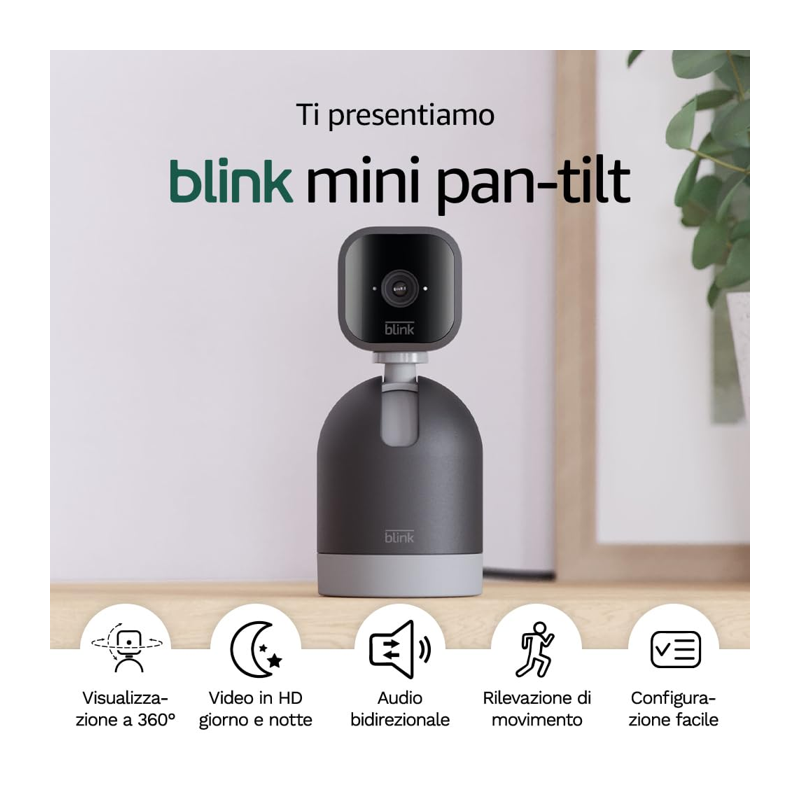 Ti presentiamo
blink mini pan-tilt
blink
blink
Visualizza-
zione a 360°
Video in HD
giorno e notte
Audio
bidirezionale
Rilevazione di
movimento
Configura-
zione facile